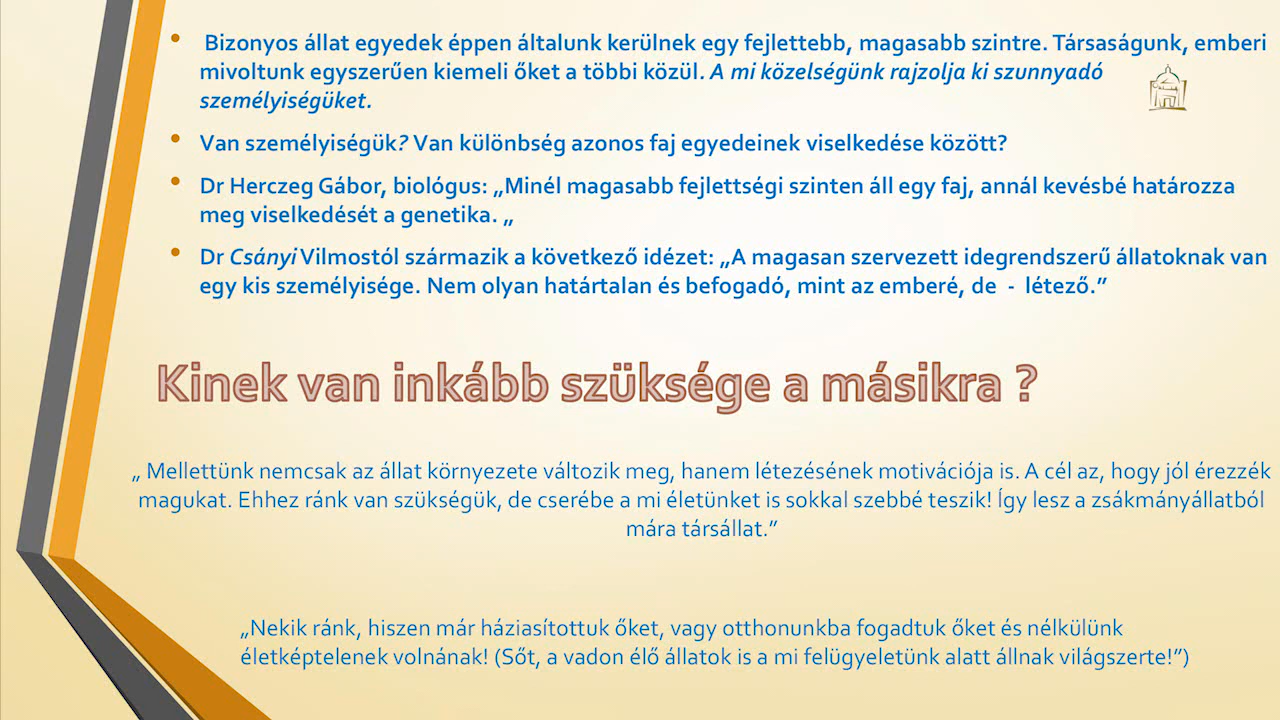 • Bizonyos állat egyedek éppen általunk kerülnek egy fejlettebb, magasabb szintre. Társaságunk, emberi
mivoltunk egyszerűen kiemeli őket a többi közül. A mi közelségünk rajzolja ki szunnyadó
személyiségüket.
• Van személyiségük? Van különbség azonos faj egyedeinek viselkedése között?
• Dr Herczeg Gábor, biológus: „Minél magasabb fejlettségi szinten áll egy faj, annál kevésbé határozza
meg viselkedését a genetika. „
• Dr Csányi Vilmostól származik a következő idézet: „A magasan szervezett idegrendszerű állatoknak van
egy kis személyisége. Nem olyan határtalan és befogadó, mint az emberé, de - létező.”
Kinek van inkább szüksége a másikra ?
„ Mellettünk nemcsak az állat környezete változik meg, hanem létezésének motivációja is. A cél az, hogy jól érezzék
magukat. Ehhez ránk van szükségük, de cserébe a mi életünket is sokkal szebbé teszik! Így lesz a zsákmányállatból
mára társállat.”
„Nekik ránk, hiszen már háziasítottuk őket, vagy otthonunkba fogadtuk őket és nélkülünk
életképtelenek volnának! (Sőt, a vadon élő állatok is a mi felügyeletünk alatt állnak világszerte!”)